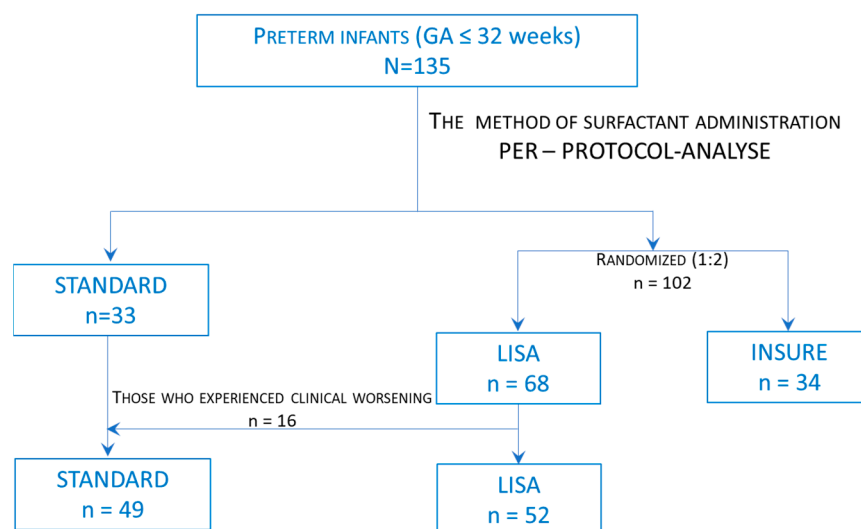 PRETERM INFANTS (GA ≤ 32 weeks)
N=135
THE METHOD OF SURFACTANT ADMINISTRATION
PER – PROTOCOL-ANALYSE
STANDARD
n=33
RANDOMIZED (1:2)
n = 102
LISA
n = 68
INSURE
n = 34
THOSE WHO EXPERIENCED CLINICAL WORSENING
n = 16
STANDARD
n = 49
LISA
n = 52